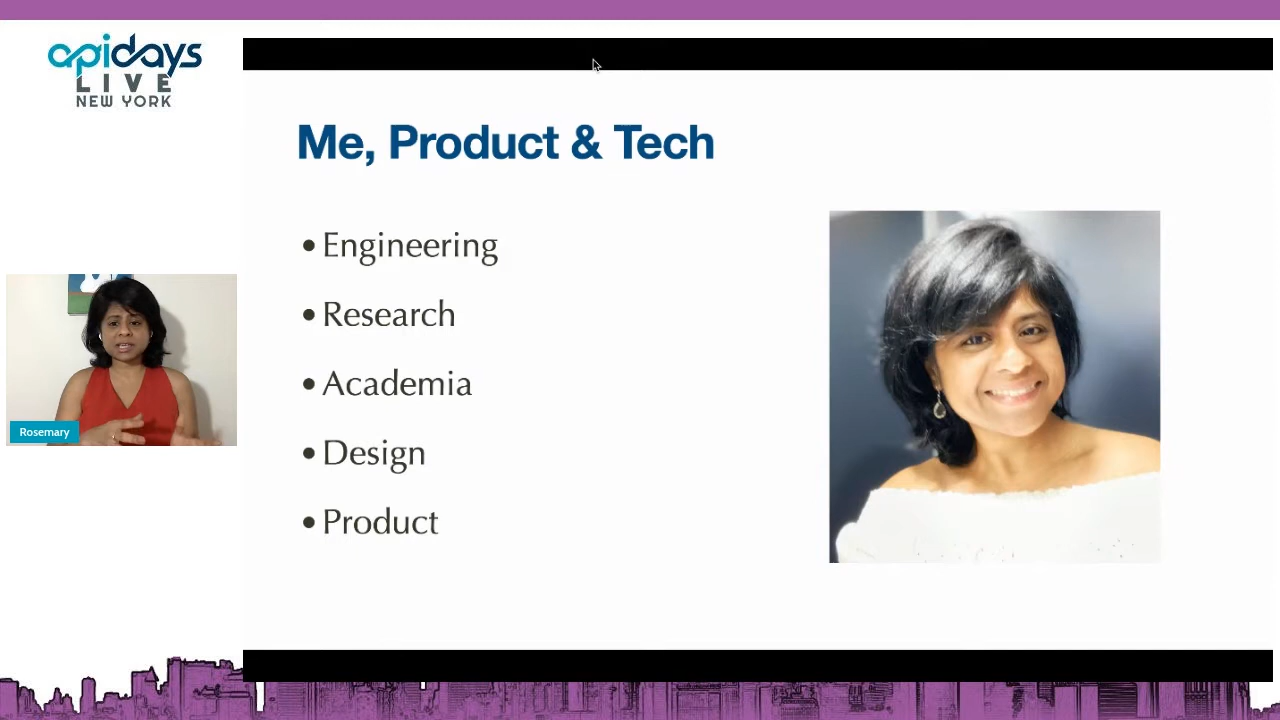 apidays
LIVE
NEW YORK
Me, Product & Tech
• Engineering
• Research
• Academia
• Design
• Product
Rosemary